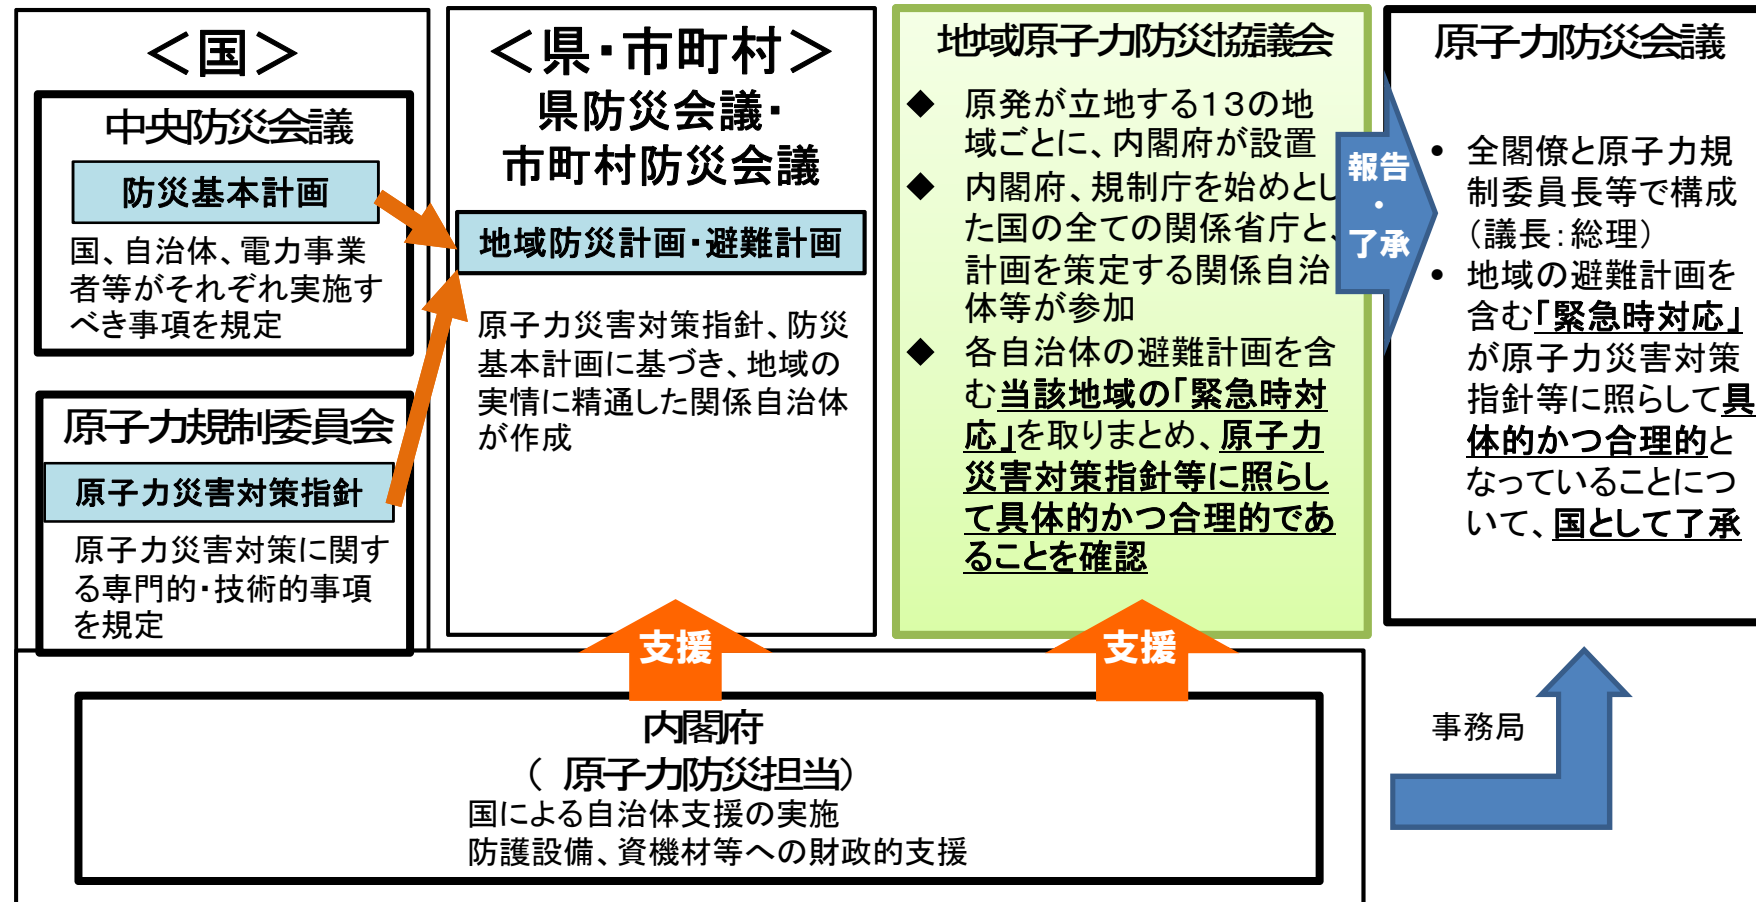 ＜国＞
中央防災会議
防災基本計画
国、自治体、電力事業
者等がそれぞれ実施す
べき事項を規定
原子力規制委員会
原子力災害対策指針
原子力災害対策に関す
る専門的・技術的事項
を規定
＜県・市町村＞
県防災会議・
市町村防災会議
地域防災計画・避難計画
原子力災害対策指針、防災
基本計画に基づき、地域の
実情に精通した関係自治体
が作成
地域原子力防災協議会
◆ 原発が立地する１３の地
域ごとに、内閣府が設置
◆ 内閣府、規制庁を始めとし
た国の全ての関係省庁と、
計画を策定する関係自治
体等が参加
◆ 各自治体の避難計画を含
む当該地域の「緊急時対
応」を取りまとめ、原子力
災害対策指針等に照らし
て具体的かつ合理的であ
ることを確認
報告
・
了承
原子力防災会議
• 全閣僚と原子力規
制委員長等で構成
（議長：総理）
• 地域の避難計画を
含む「緊急時対応」
が原子力災害対策
指針等に照らして具
体的かつ合理的と
なっていることにつ
いて、国として了承
支援
支援
内閣府
（ 原子力防災担当）
国による自治体支援の実施
防護設備、資機材等への財政的支援
事務局